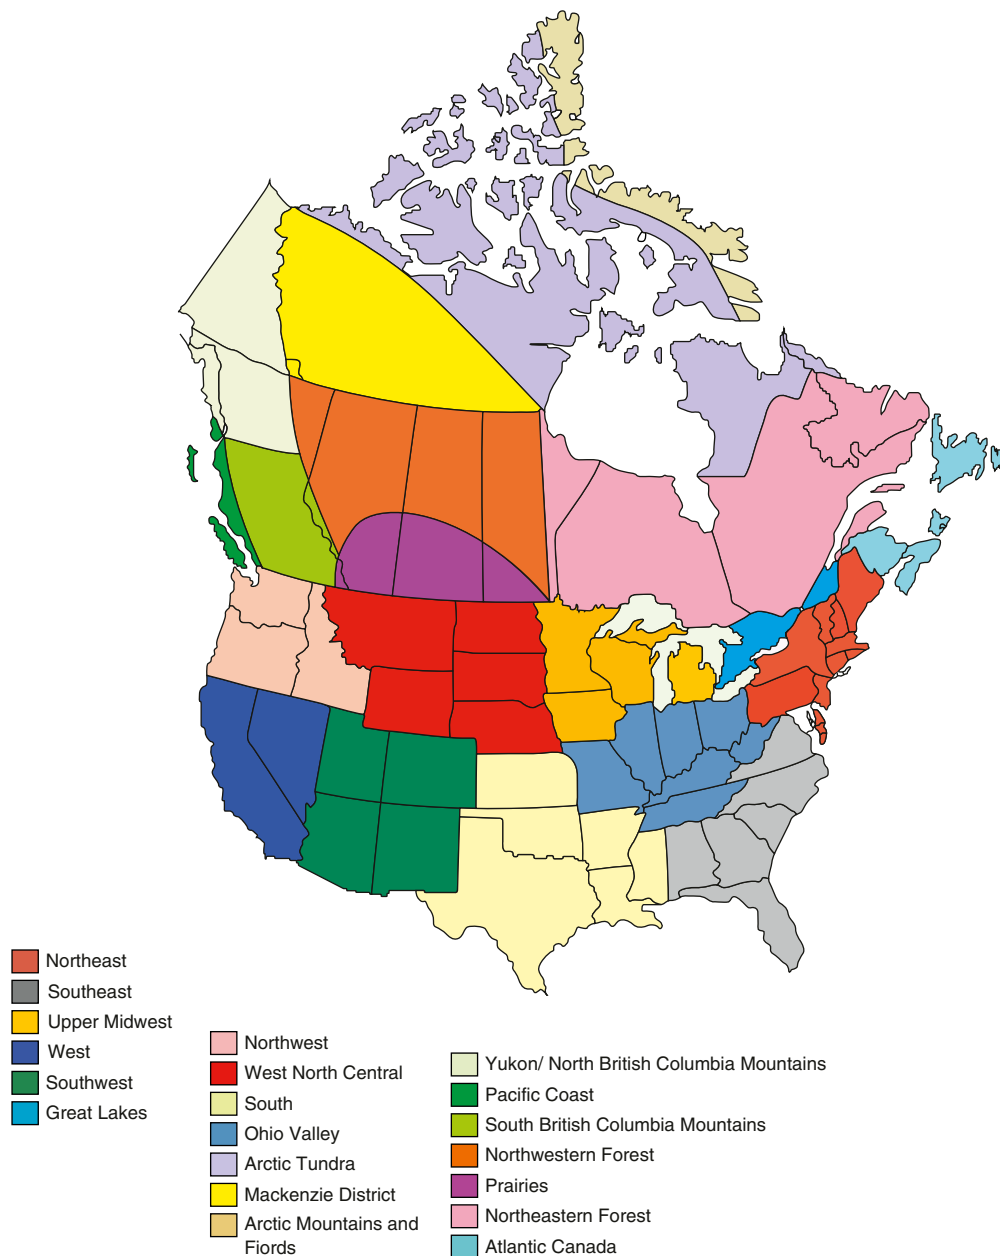 Northeast
Southeast
Upper Midwest
West
Southwest
Great Lakes
Northwest
West North Central
South
Ohio Valley
Arctic Tundra
Mackenzie District
Arctic Mountains and
Fiords
Yukon/ North British Columbia Mountains
Pacific Coast
South British Columbia Mountains
Northwestern Forest
Prairies
Northeastern Forest
Atlantic Canada